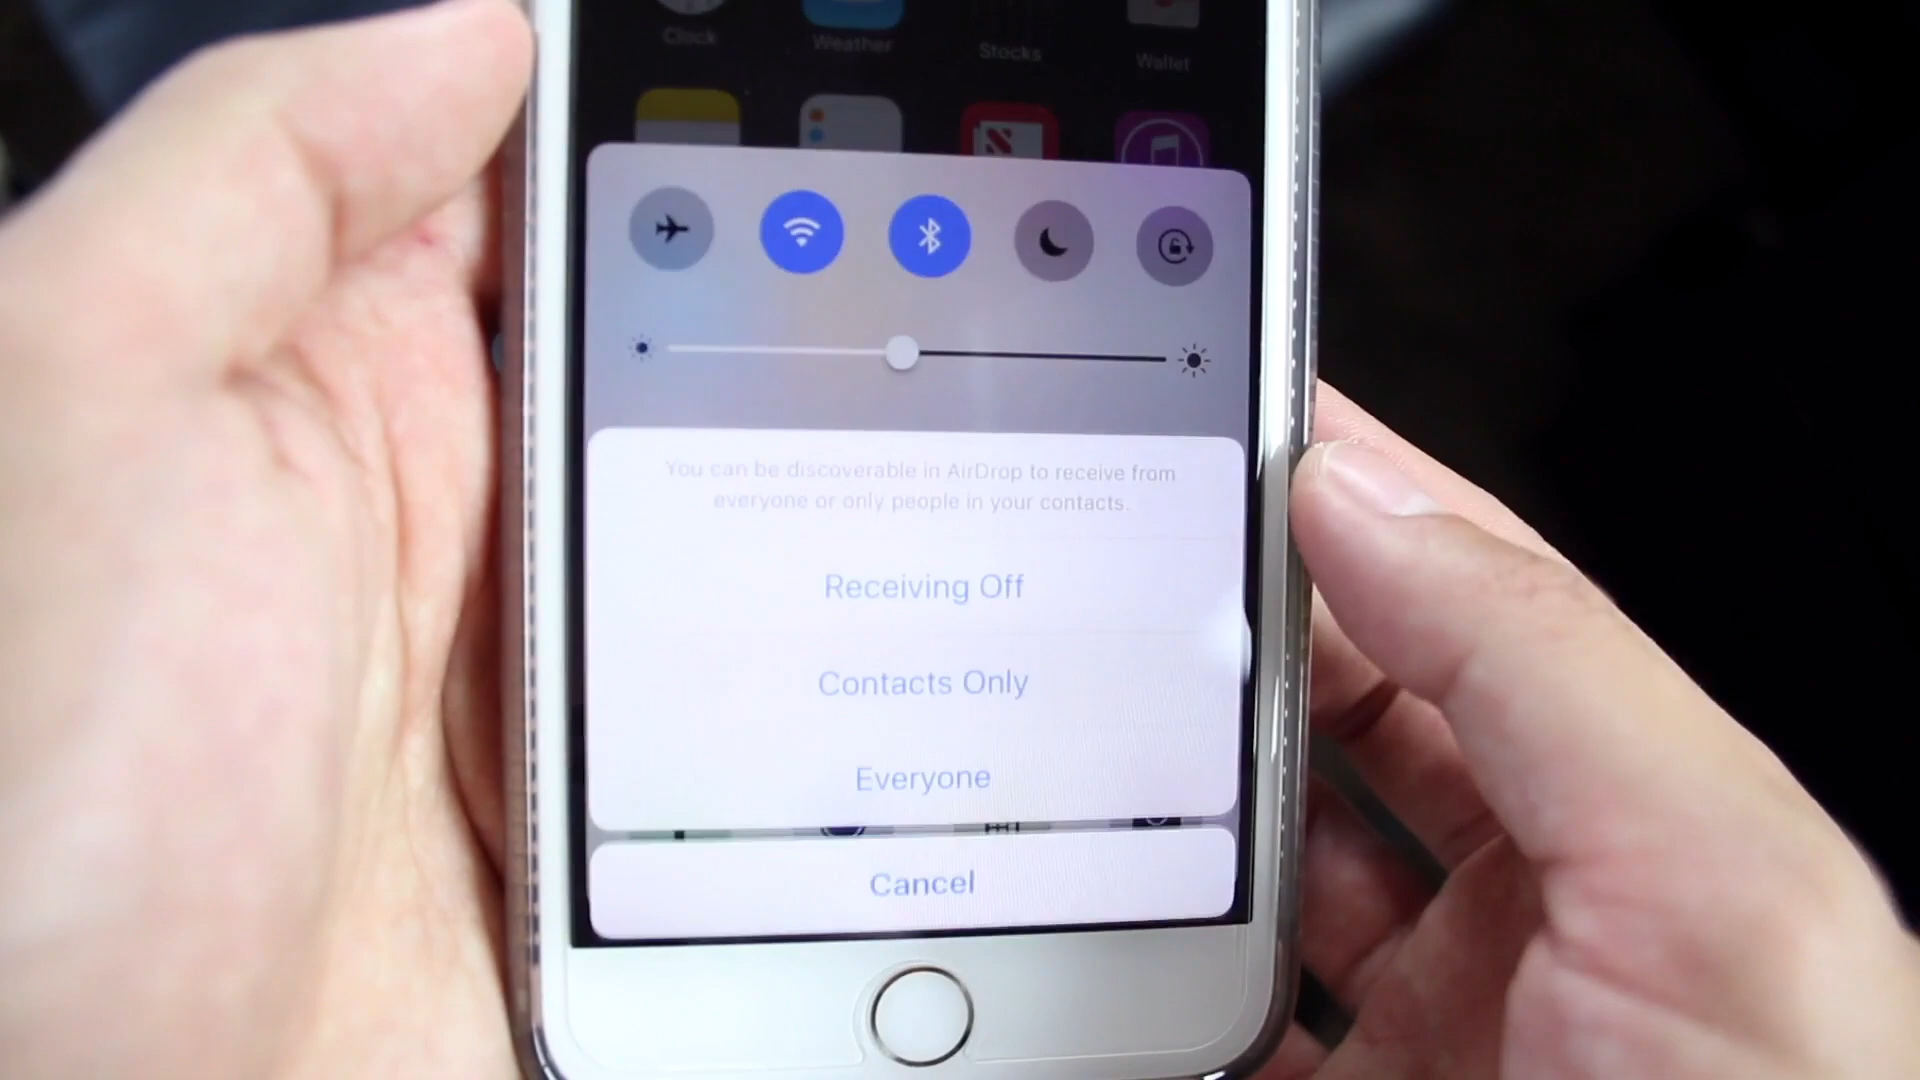 Clock Weather Stocks Wallet
You can be discoverable in AirDrop to receive from
everyone or only people in your contacts.
Receiving Off
Contacts Only
Everyone
Cancel